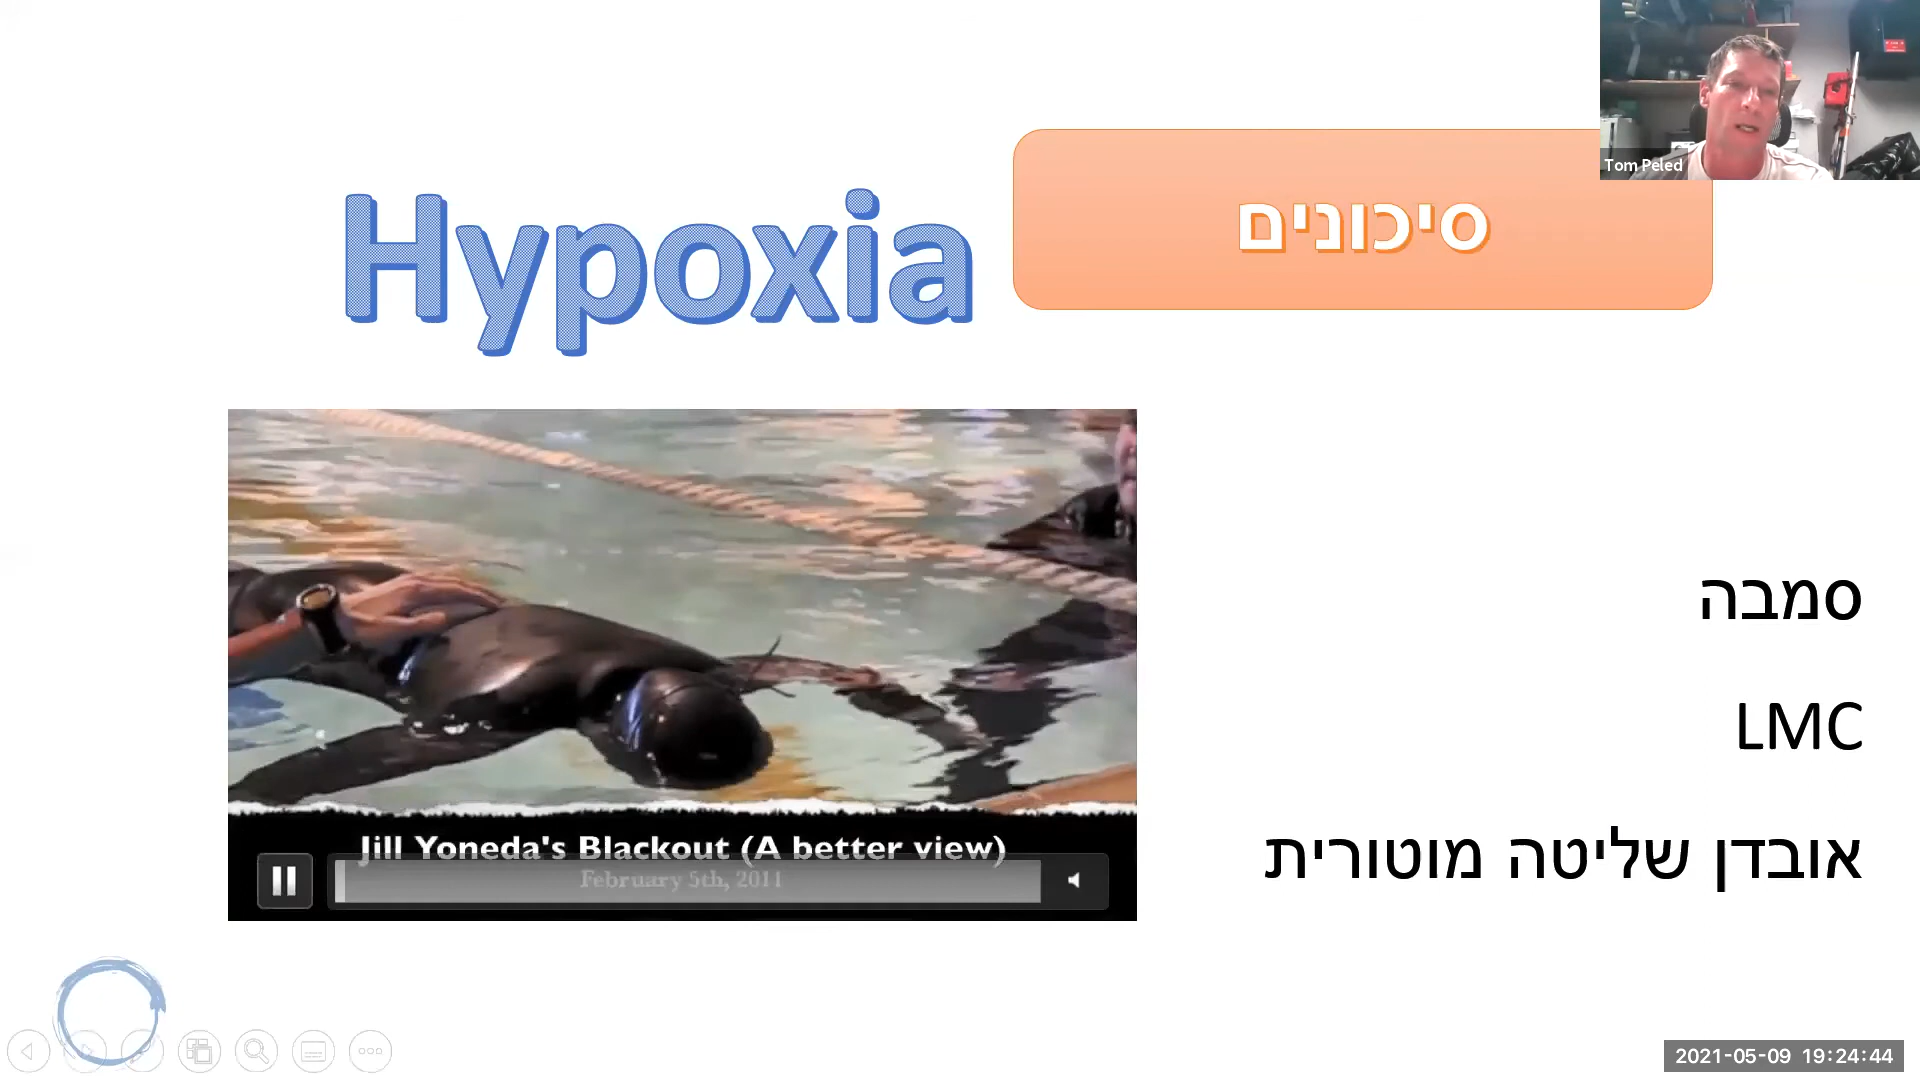 Tom Peled
סיכונים
Hypoxia
סמבה
LMC
אובדן שליטה מוטורית
Jill Yoneda's Blackout (A better view)
February 5th, 2011
2021-05-09 19:24:44